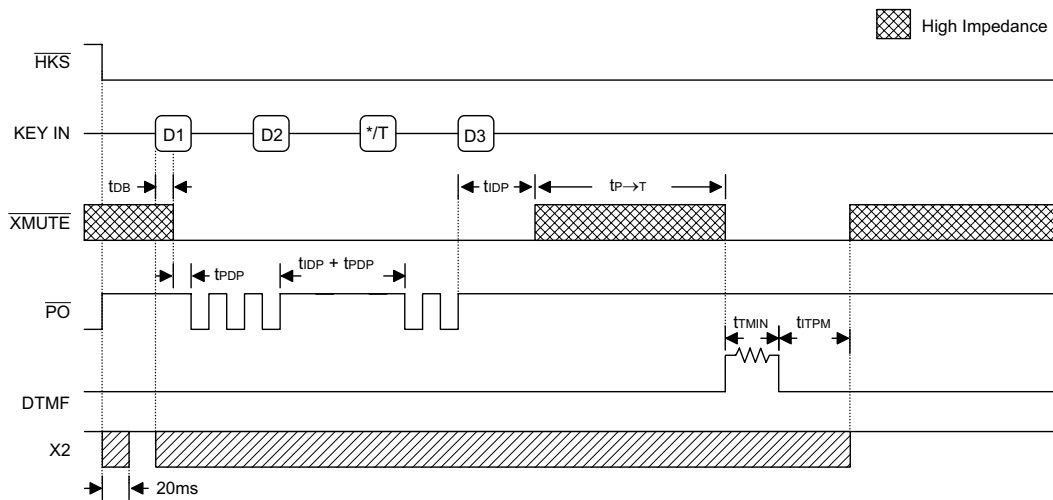 High Impedance
HKS
KEY IN D1 D2 */T D3
tDB tIDP tP→T
XMUTE
tPDP tIDP + tPDP
PO
tTMIN tITPM
DTMF
X2
20ms